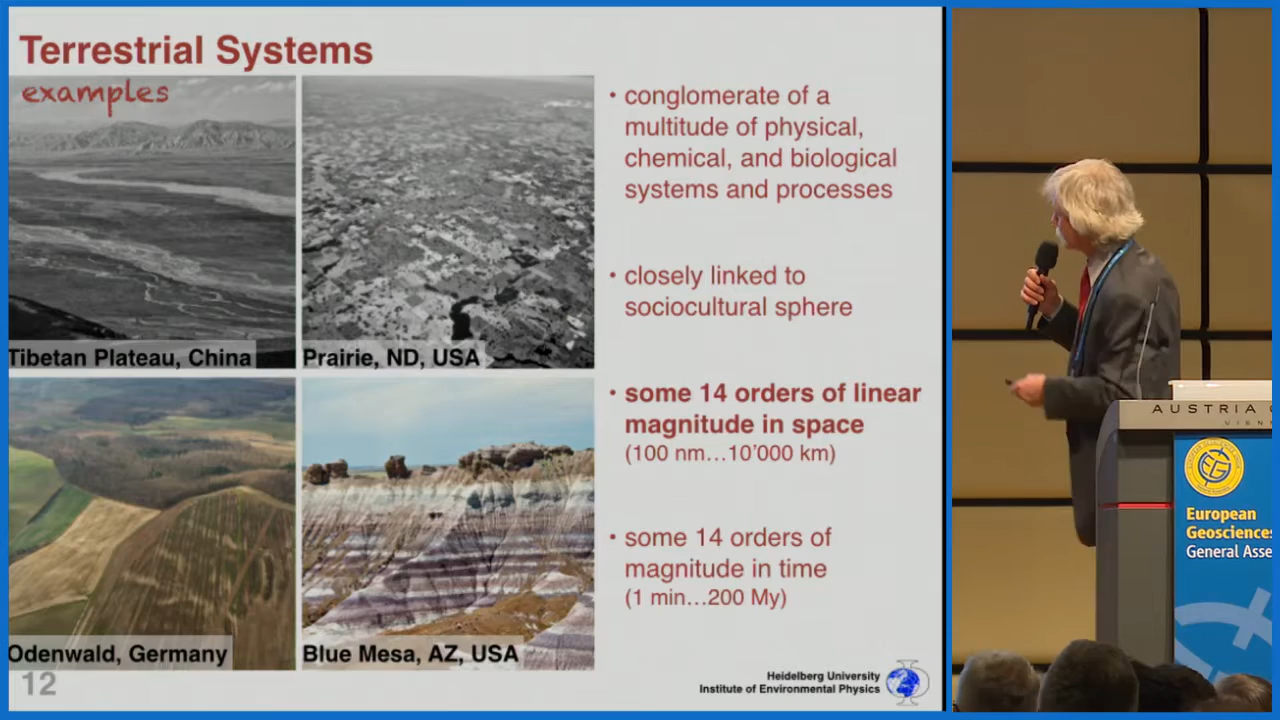 Terrestrial Systems
examples
Tibetan Plateau, China
Prairie, ND, USA
Odenwald, Germany
Blue Mesa, AZ, USA
• conglomerate of a
multitude of physical,
chemical, and biological
systems and processes
• closely linked to
sociocultural sphere
• some 14 orders of linear
magnitude in space
(100 nm…10’000 km)
• some 14 orders of
magnitude in time
(1 min…200 My)
12
Heidelberg University
Institute of Environmental Physics
AUSTRIA
EGU
European
Geosciences
General Asse